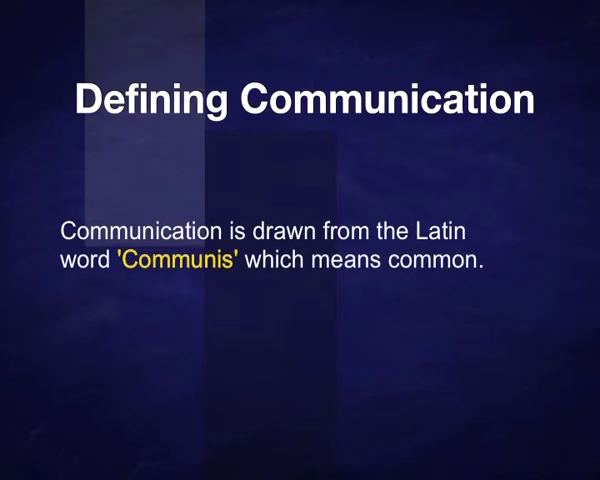 Defining Communication
Communication is drawn from the Latin
word 'Communis' which means common.